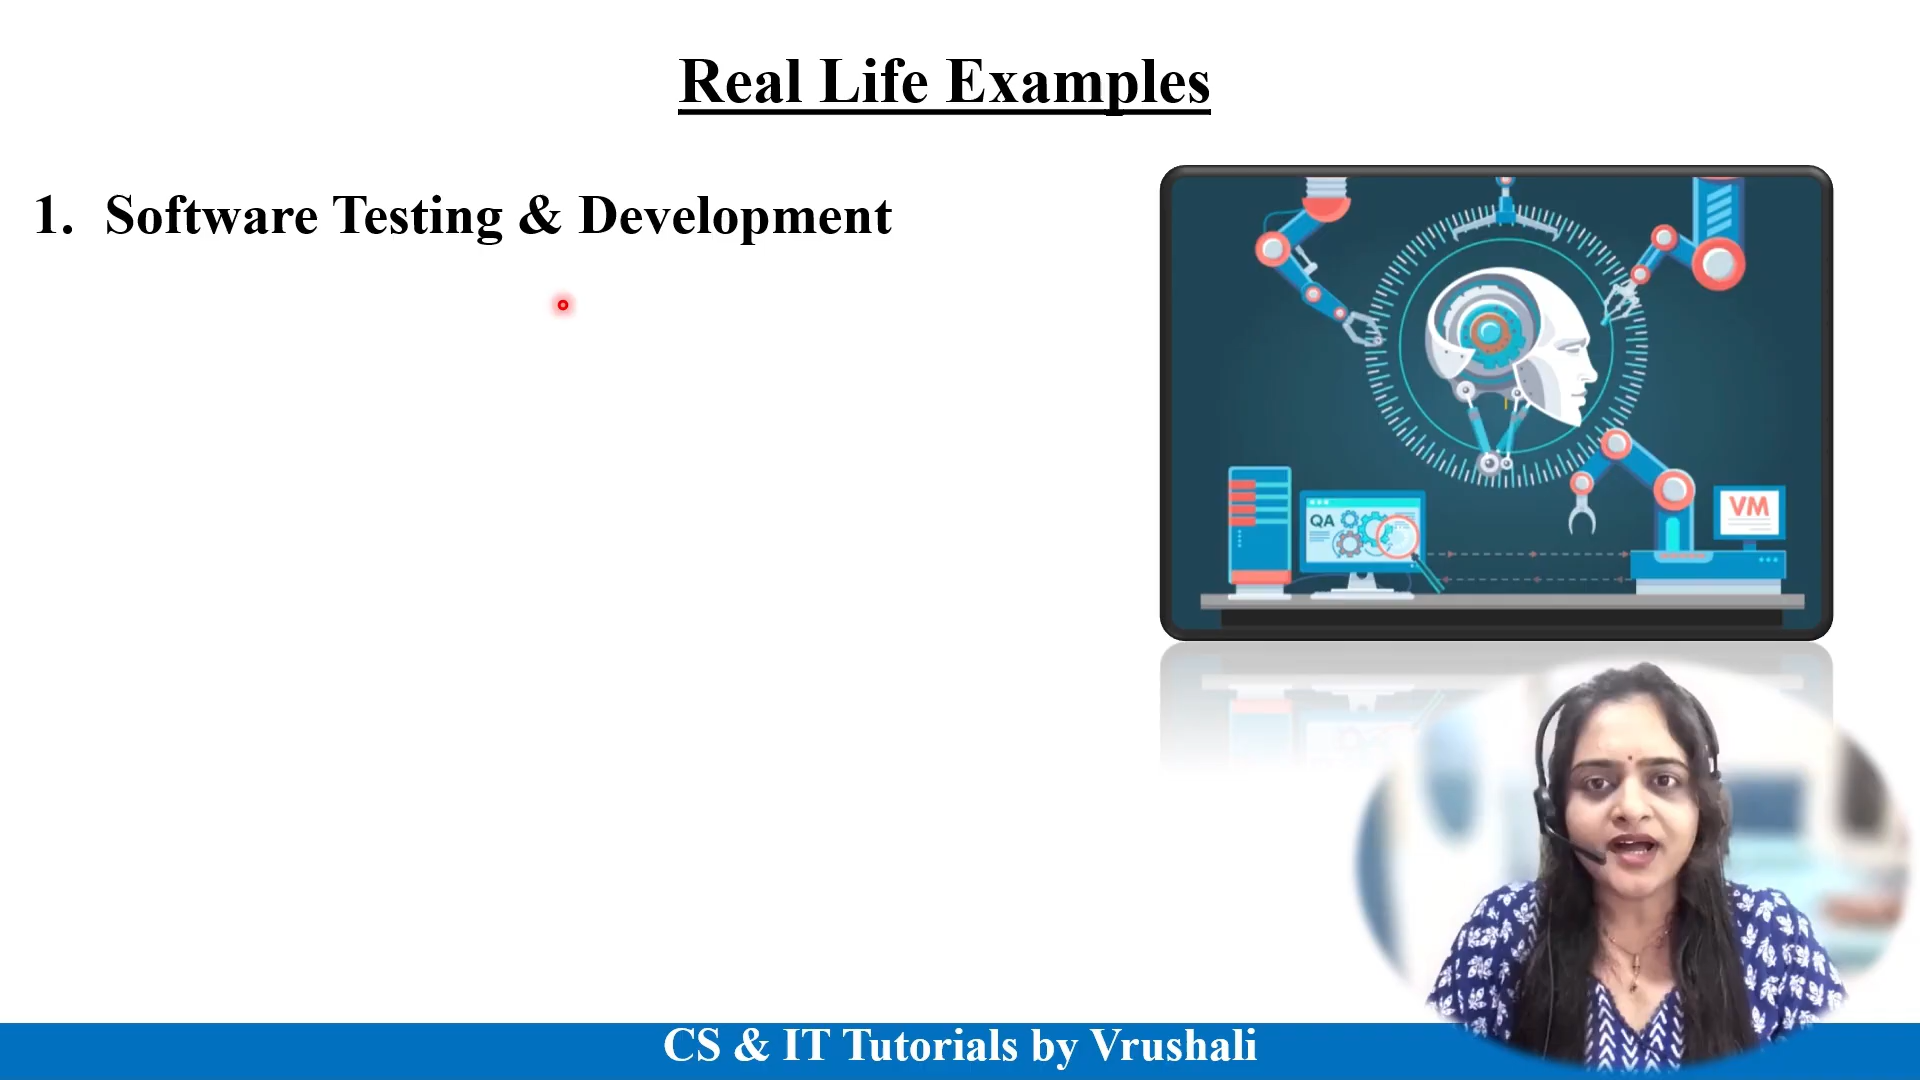 Real Life Examples
1. Software Testing & Development
QA
VM
CS & IT Tutorials by Vrushali